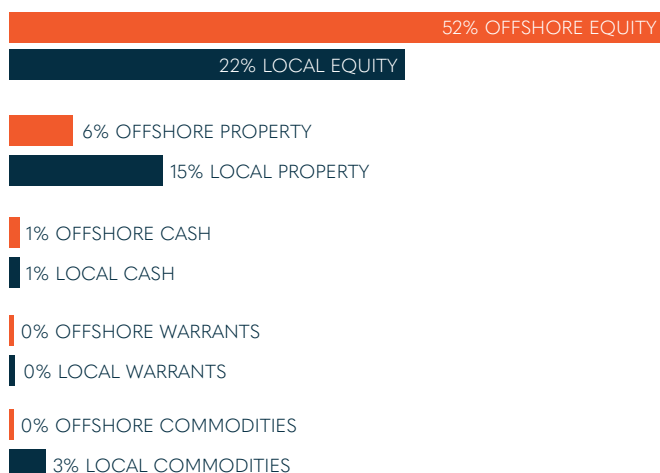 52% OFFSHORE EQUITY
22% LOCAL EQUITY
6% OFFSHORE PROPERTY
15% LOCAL PROPERTY
1% OFFSHORE CASH
1% LOCAL CASH
0% OFFSHORE WARRANTS
0% LOCAL WARRANTS
0% OFFSHORE COMMODITIES
3% LOCAL COMMODITIES